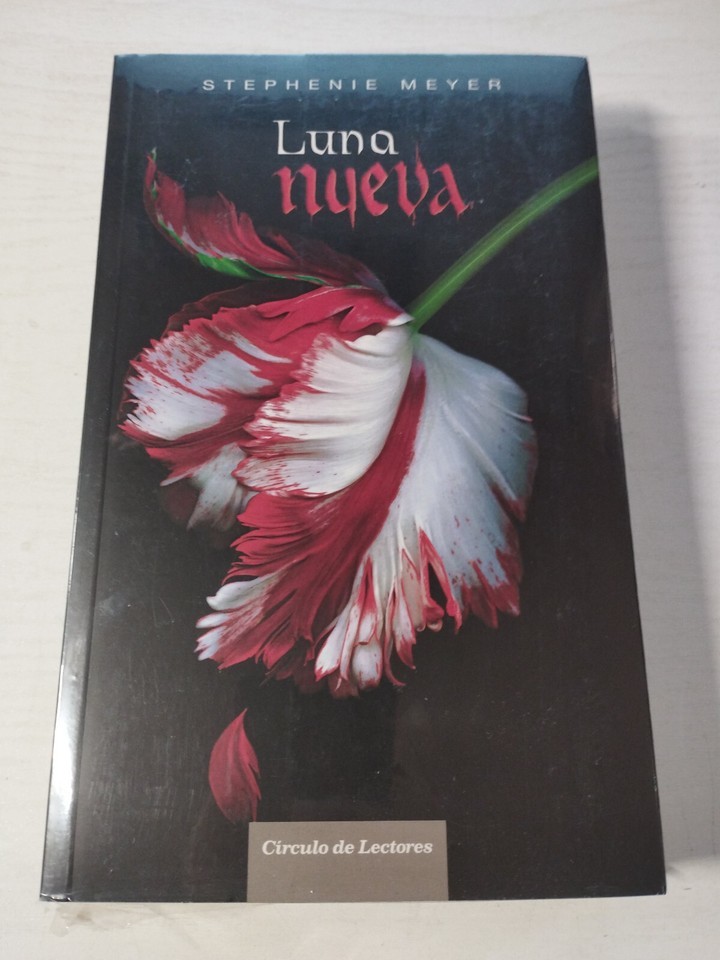 STEPHENIE MEYER
Luna
nueva
Círculo de Lectores